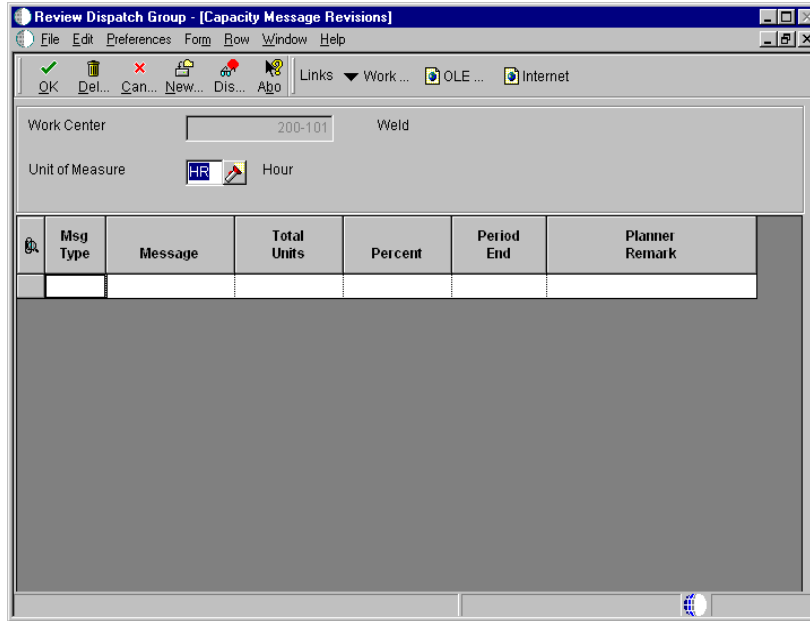 Review Dispatch Group - [Capacity Message Revisions]
File Edit Preferences Form Row Window Help
OK Del... Can... New... Dis... Abo Links Work ... OLE ... Internet
Work Center 200-101 Weld
Unit of Measure HR Hour
Msg Type Message Total Units Percent Period End Planner Remark